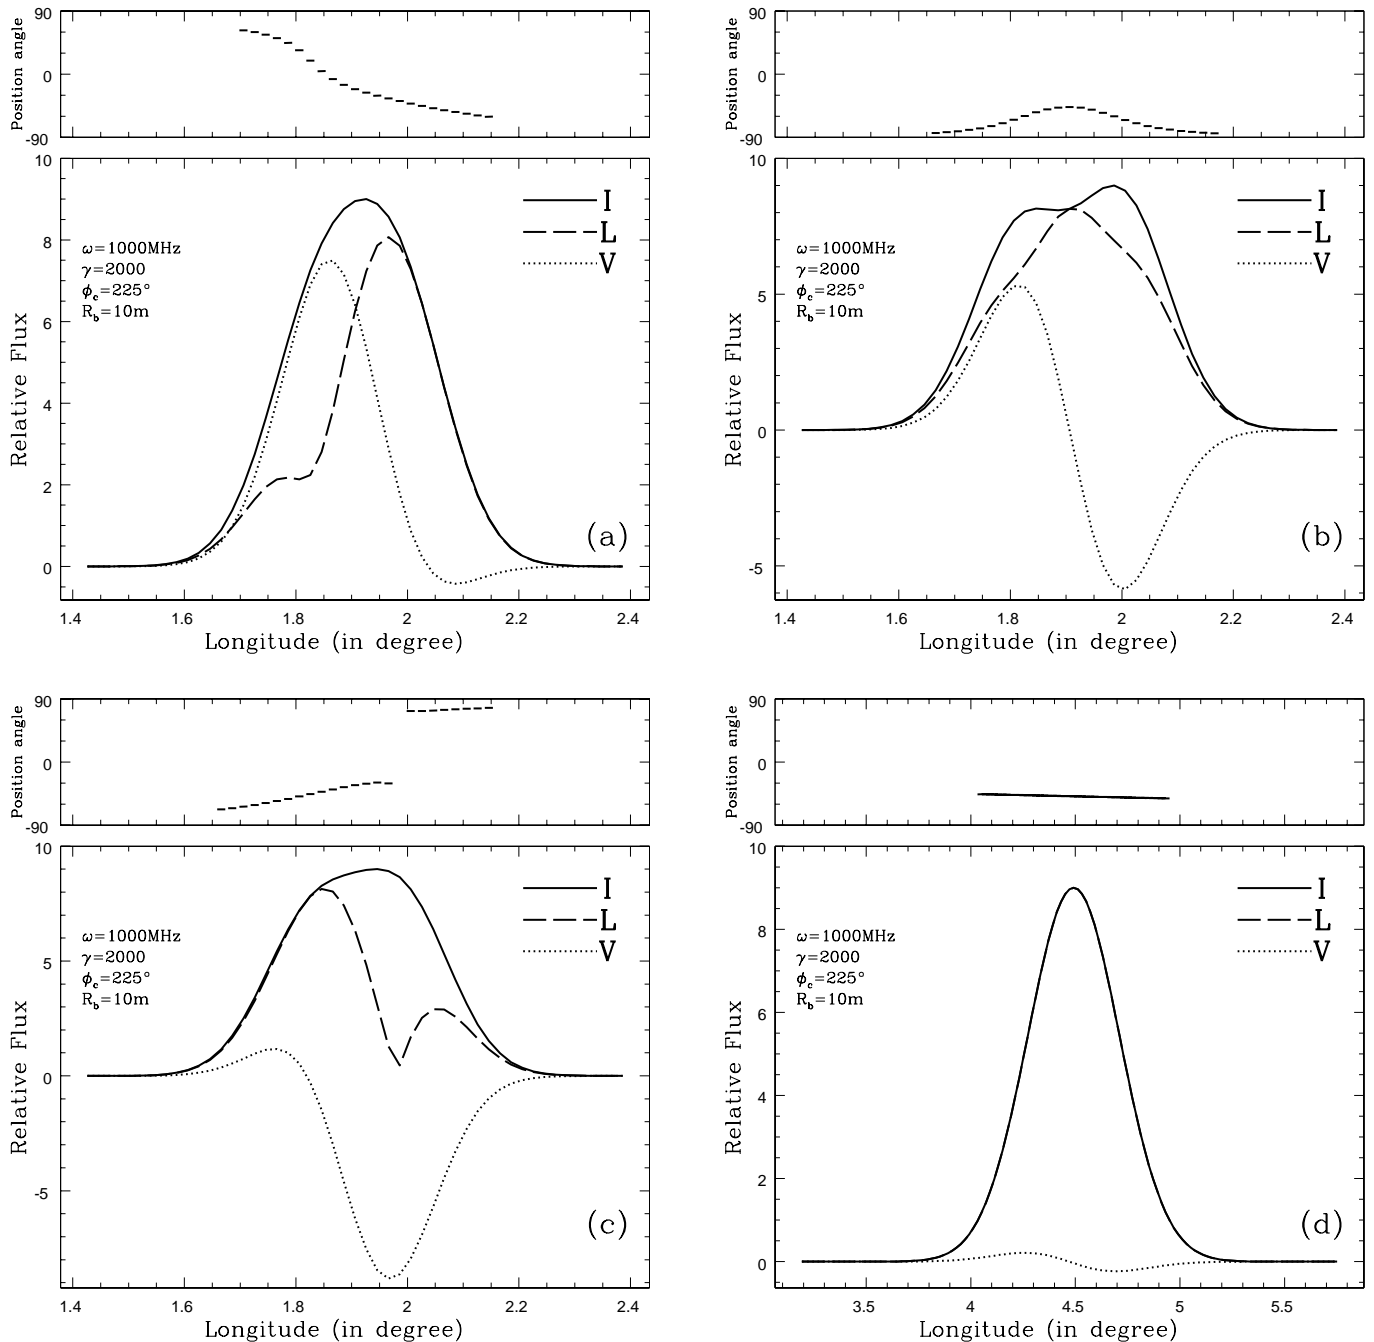 Position angle
90
0
-90
10
8
6
4
2
0
Relative Flux
I
L
V
ω=1000MHz
γ=2000
ϕc=225°
Rb=10m
(a)
1.4 1.6 1.8 2 2.2 2.4
Longitude (in degree)
Position angle
90
0
-90
10
5
0
-5
Relative Flux
I
L
V
ω=1000MHz
γ=2000
ϕc=225°
Rb=10m
(b)
1.4 1.6 1.8 2 2.2 2.4
Longitude (in degree)
Position angle
90
0
-90
10
5
0
-5
Relative Flux
I
L
V
ω=1000MHz
γ=2000
ϕc=225°
Rb=10m
(c)
1.4 1.6 1.8 2 2.2 2.4
Longitude (in degree)
Position angle
90
0
-90
10
8
6
4
2
0
Relative Flux
I
L
V
ω=1000MHz
γ=2000
ϕc=225°
Rb=10m
(d)
3.5 4 4.5 5 5.5
Longitude (in degree)